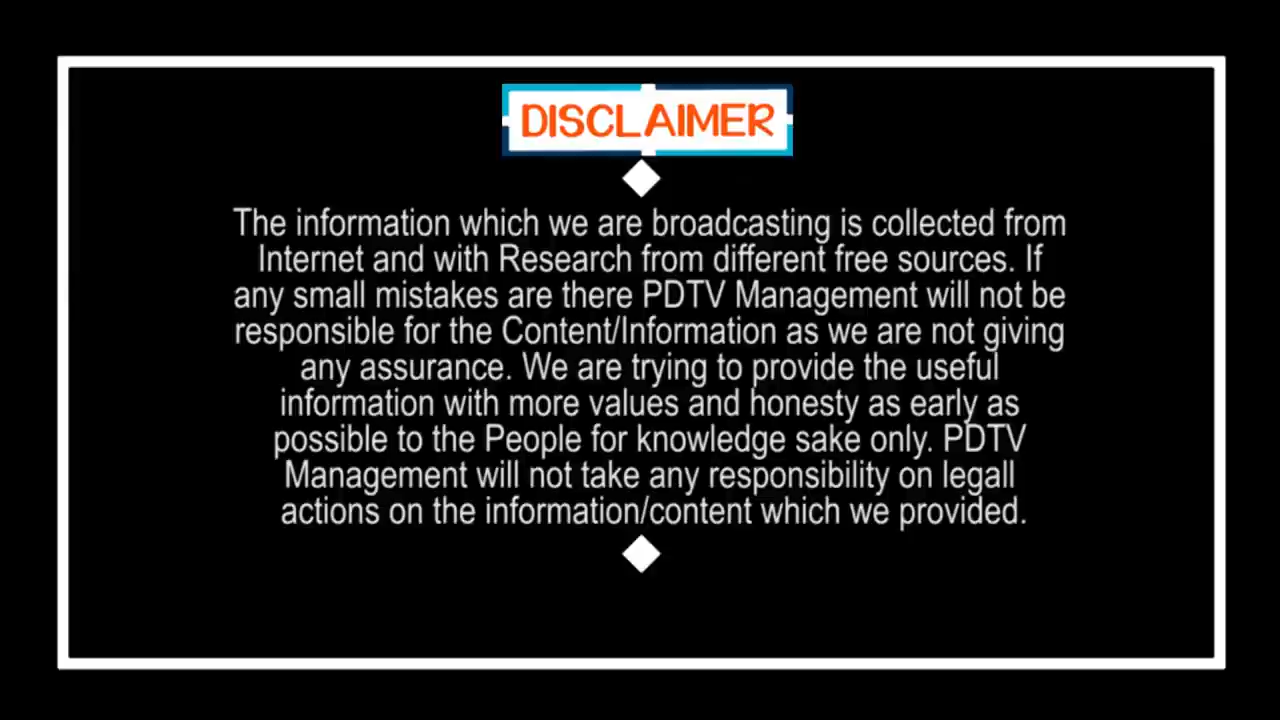 DISCLAIMER
The information which we are broadcasting is collected from
Internet and with Research from different free sources. If
any small mistakes are there PDTV Management will not be
responsible for the Content/Information as we are not giving
any assurance. We are trying to provide the useful
information with more values and honesty as early as
possible to the People for knowledge sake only. PDTV
Management will not take any responsibility on legall
actions on the information/content which we provided.